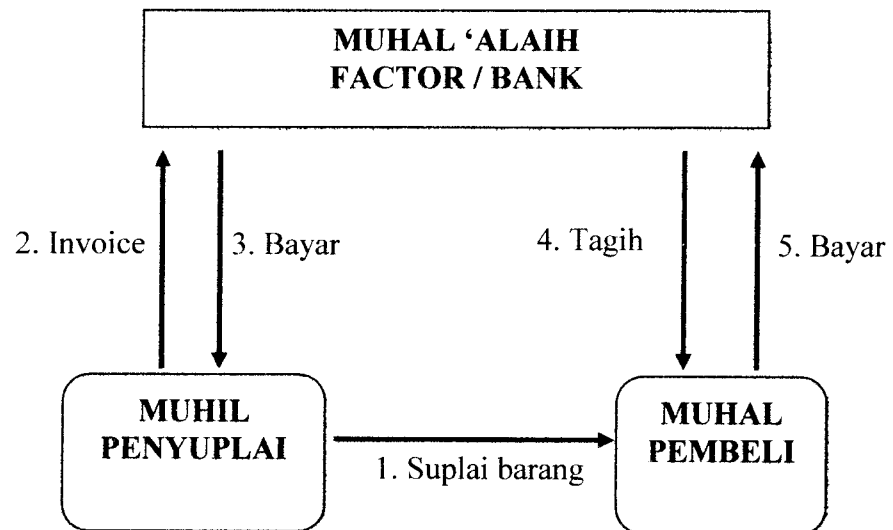 MUHAL ‘ALAIH
FACTOR / BANK
2. Invoice
3. Bayar
4. Tagih
5. Bayar
MUHIL
PENYUPLAI
MUHAL
PEMBELI
1. Suplai barang